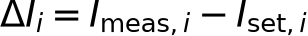 ΔI_i = I_meas, i − I_set, i